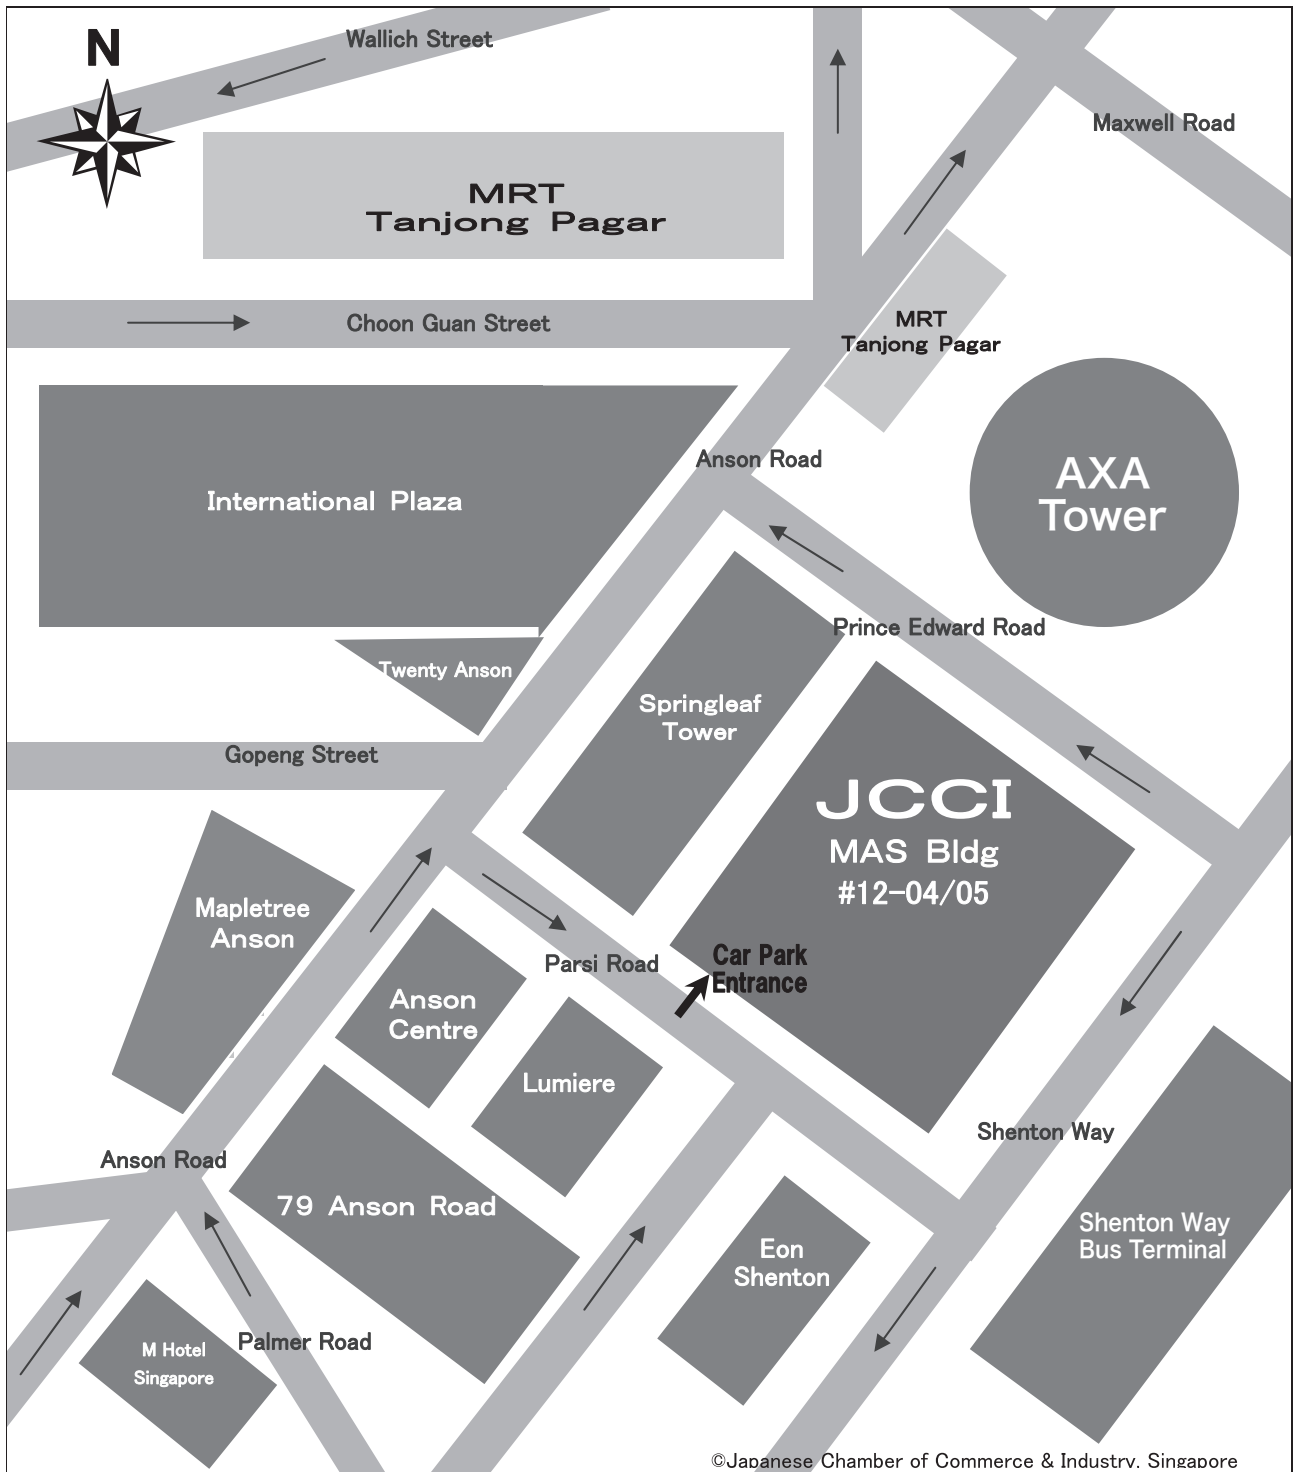 N
Wallich Street
Maxwell Road
MRT
Tanjong Pagar
Choon Guan Street
MRT
Tanjong Pagar
Anson Road
AXA
Tower
International Plaza
Prince Edward Road
Twenty Anson
Springleaf
Tower
Gopeng Street
JCCI
MAS Bldg
#12-04/05
Mapletree
Anson
Car Park
Entrance
Parsi Road
Anson
Centre
Lumiere
Shenton Way
Anson Road
79 Anson Road
Shenton Way
Bus Terminal
Eon
Shenton
Palmer Road
M Hotel
Singapore
©Japanese Chamber of Commerce & Industry, Singapore